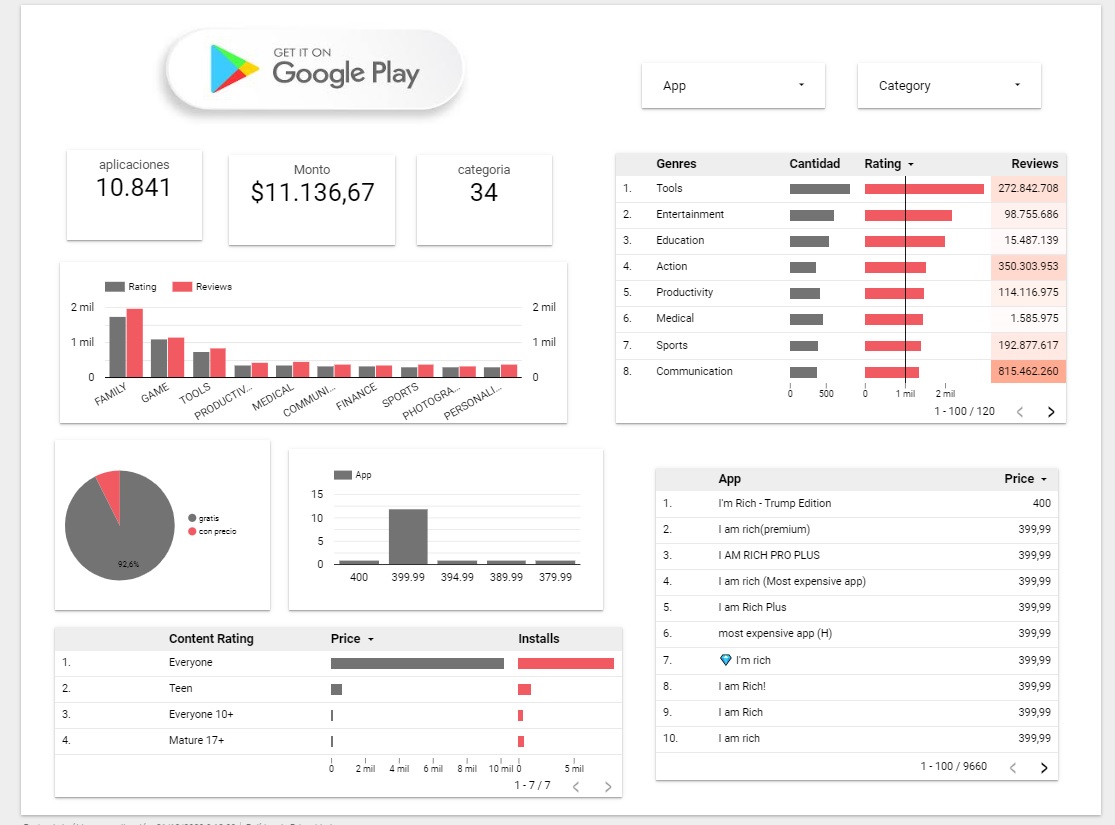 GET IT ON
Google Play
App
Category
aplicaciones
10.841
Monto
$11.136,67
categoria
34
Genres Cantidad Rating Reviews
1. Tools 272.842.708
2. Entertainment 98.755.686
3. Education 15.487.139
4. Action 350.303.953
5. Productivity 114.116.975
6. Medical 1.585.975
7. Sports 192.877.617
8. Communication 815.462.260
0 500 0 1 mil 2 mil
1 - 100 / 120
Rating Reviews
2 mil 2 mil
1 mil 1 mil
0 0
FAMILY GAME TOOLS PRODUCTIV... MEDICAL COMMUNI... FINANCE SPORTS PHOTOGRA... PERSONALI...
gratis
con precio
92,6%
App
15
10
5
0
400 399.99 394.99 389.99 379.99
App Price
1. I'm Rich - Trump Edition 400
2. I am rich(premium) 399,99
3. I AM RICH PRO PLUS 399,99
4. I am rich (Most expensive app) 399,99
5. I am Rich Plus 399,99
6. most expensive app (H) 399,99
7. 💎 I'm rich 399,99
8. I am Rich! 399,99
9. I am Rich 399,99
10. I am rich 399,99
1 - 100 / 9660
Content Rating Price Installs
1. Everyone
2. Teen
3. Everyone 10+
4. Mature 17+
0 2 mil 4 mil 6 mil 8 mil 10 mil 0 5 mil
1 - 7 / 7